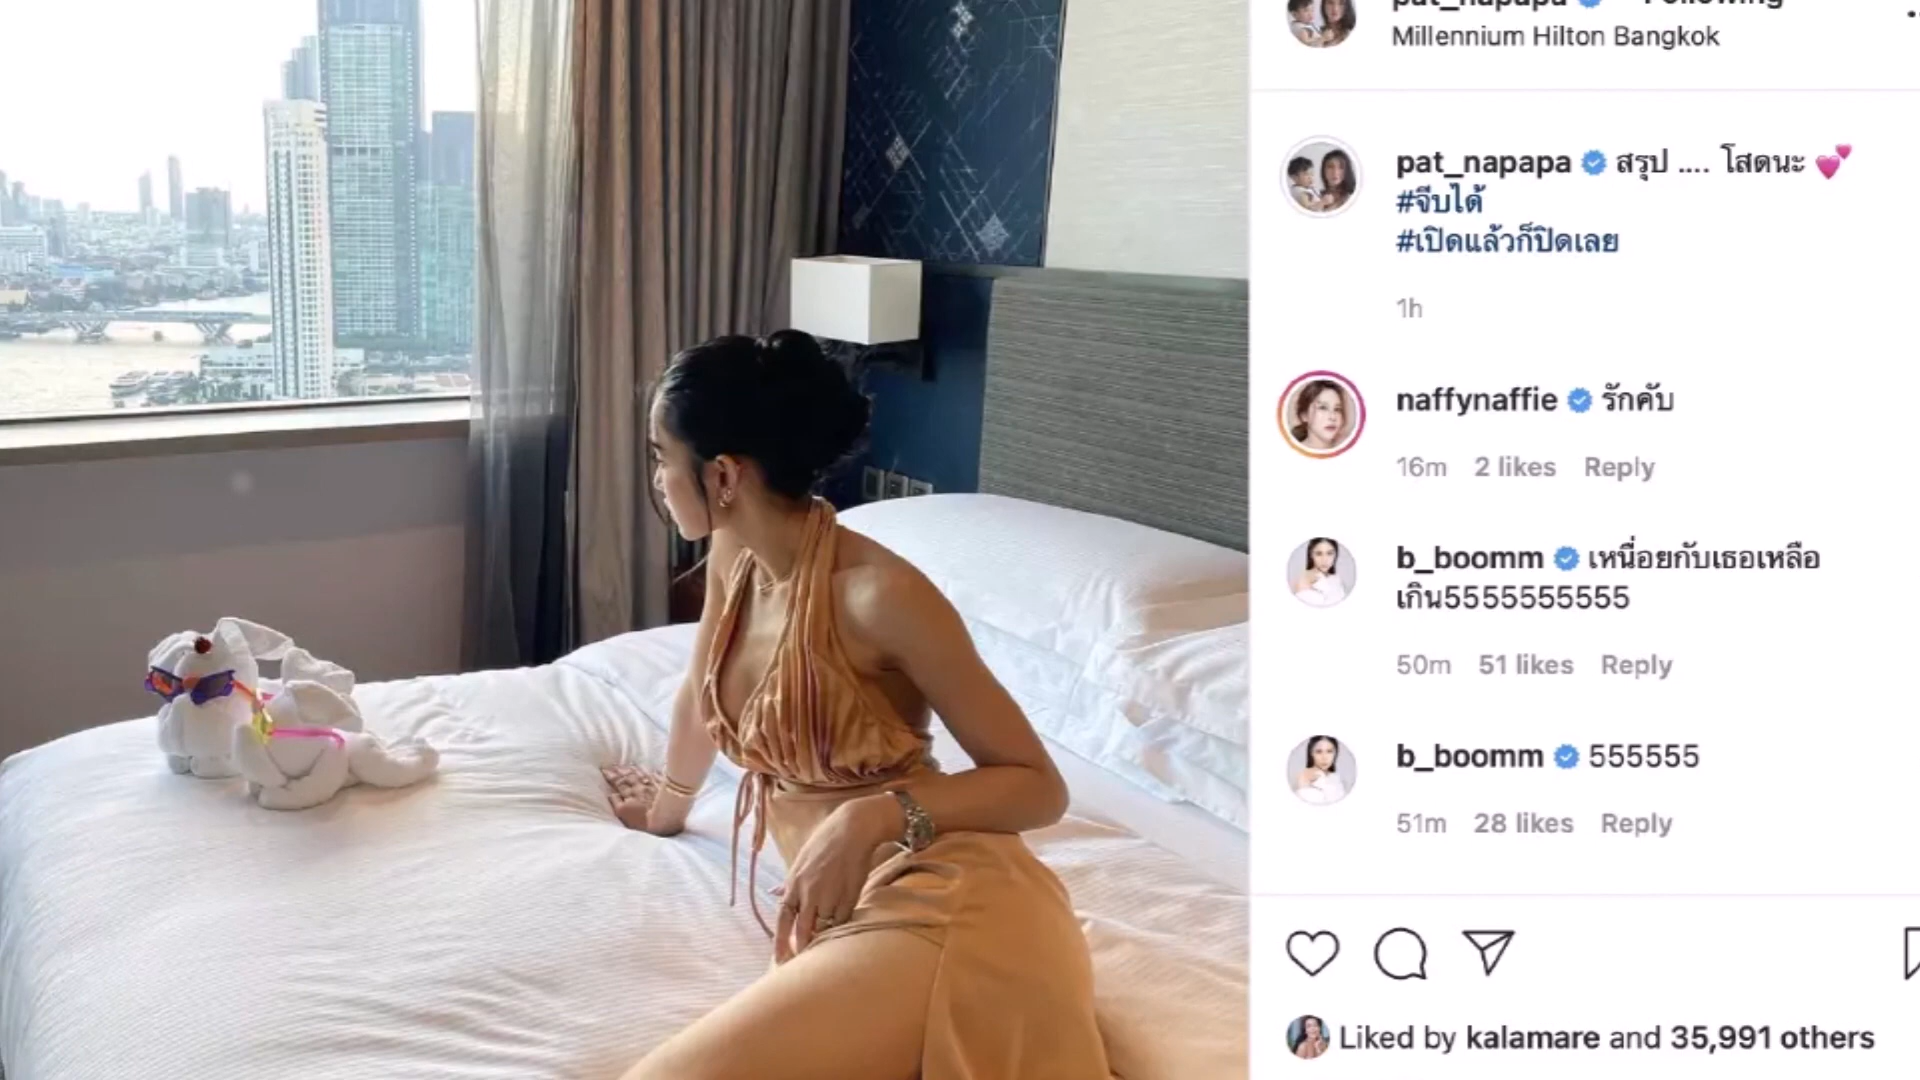 pat_napapa Following
Millennium Hilton Bangkok
pat_napapa สรุป .... โสดนะ 💕
#จีบได้
#เปิดแล้วก็ปิดเลย
1h
naffynaffie รักคับ
16m 2 likes Reply
b_boomm เหนื่อยกับเธอเหลือ
เกิน5555555555
50m 51 likes Reply
b_boomm 555555
51m 28 likes Reply
Liked by kalamare and 35,991 others